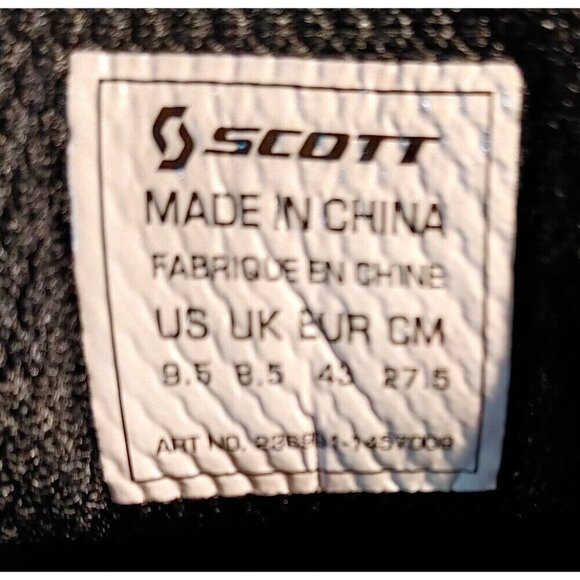 SCOTT
MADE IN CHINA
FABRIQUE EN CHINE
US UK EUR CM
9.5 8.5 43 27.5
ART NO.